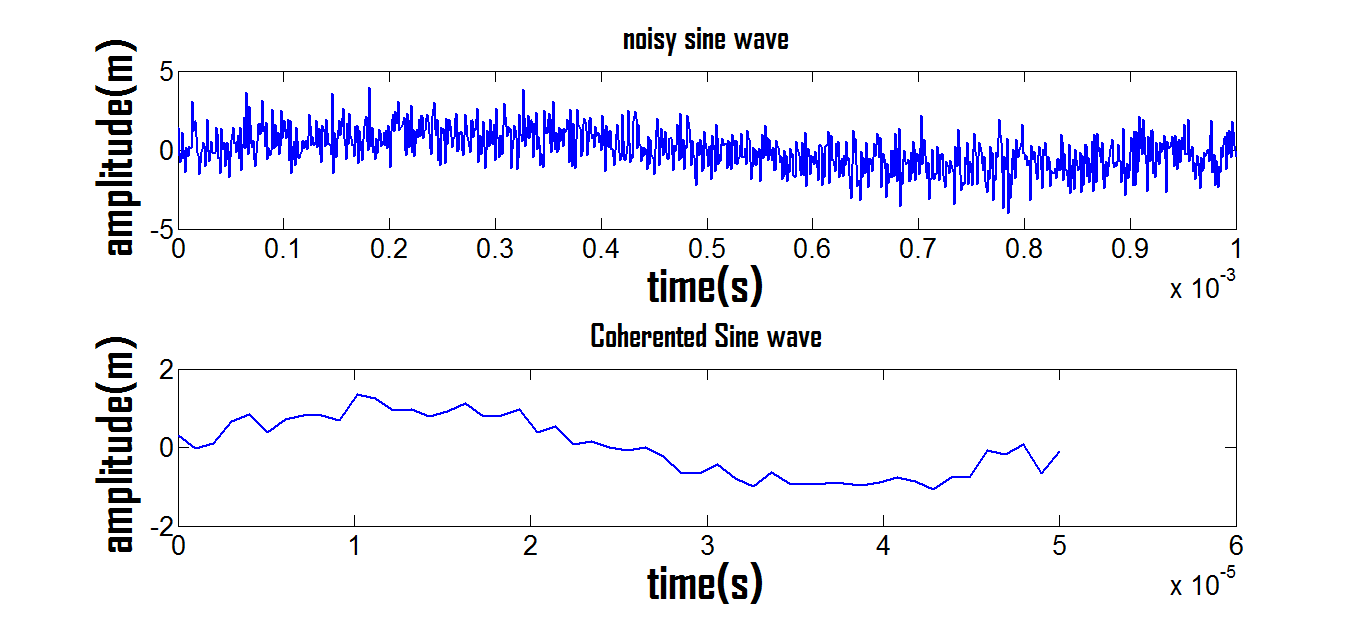 noisy sine wave
amplitude(m)
5
0
-5
0 0.1 0.2 0.3 0.4 0.5 0.6 0.7 0.8 0.9 1
time(s)
x 10-3
Coherented Sine wave
amplitude(m)
2
0
-2
0 1 2 3 4 5 6
time(s)
x 10-5